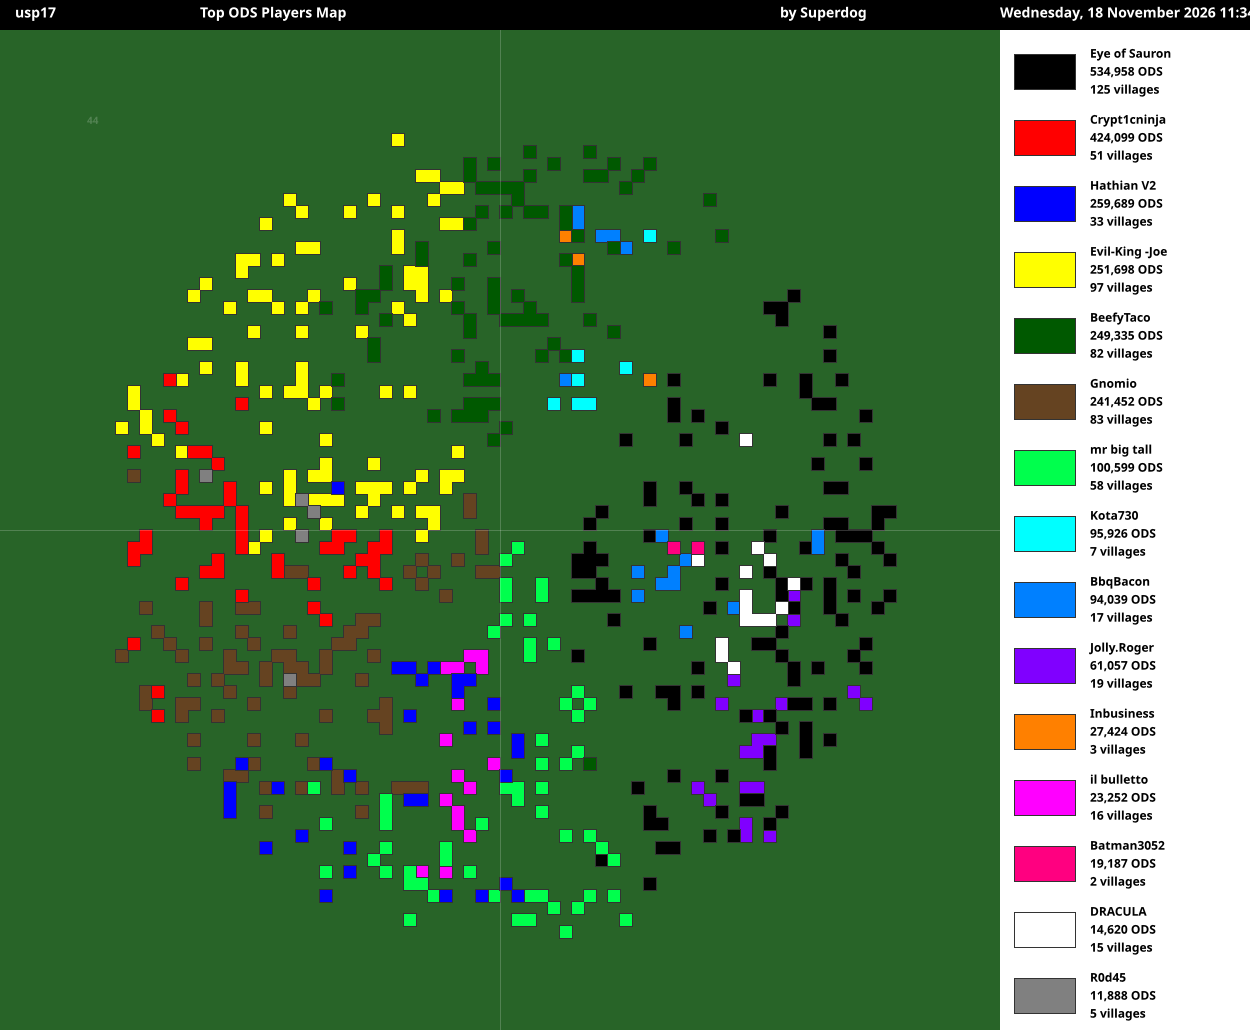 usp17 Top ODS Players Map by Superdog Wednesday, 18 November 2026 11:34
44
Eye of Sauron
534,958 ODS
125 villages
Crypt1cninja
424,099 ODS
51 villages
Hathian V2
259,689 ODS
33 villages
Evil-King -Joe
251,698 ODS
97 villages
BeefyTaco
249,335 ODS
82 villages
Gnomio
241,452 ODS
83 villages
mr big tall
100,599 ODS
58 villages
Kota730
95,926 ODS
7 villages
BbqBacon
94,039 ODS
17 villages
Jolly.Roger
61,057 ODS
19 villages
Inbusiness
27,424 ODS
3 villages
il bulletto
23,252 ODS
16 villages
Batman3052
19,187 ODS
2 villages
DRACULA
14,620 ODS
15 villages
R0d45
11,888 ODS
5 villages